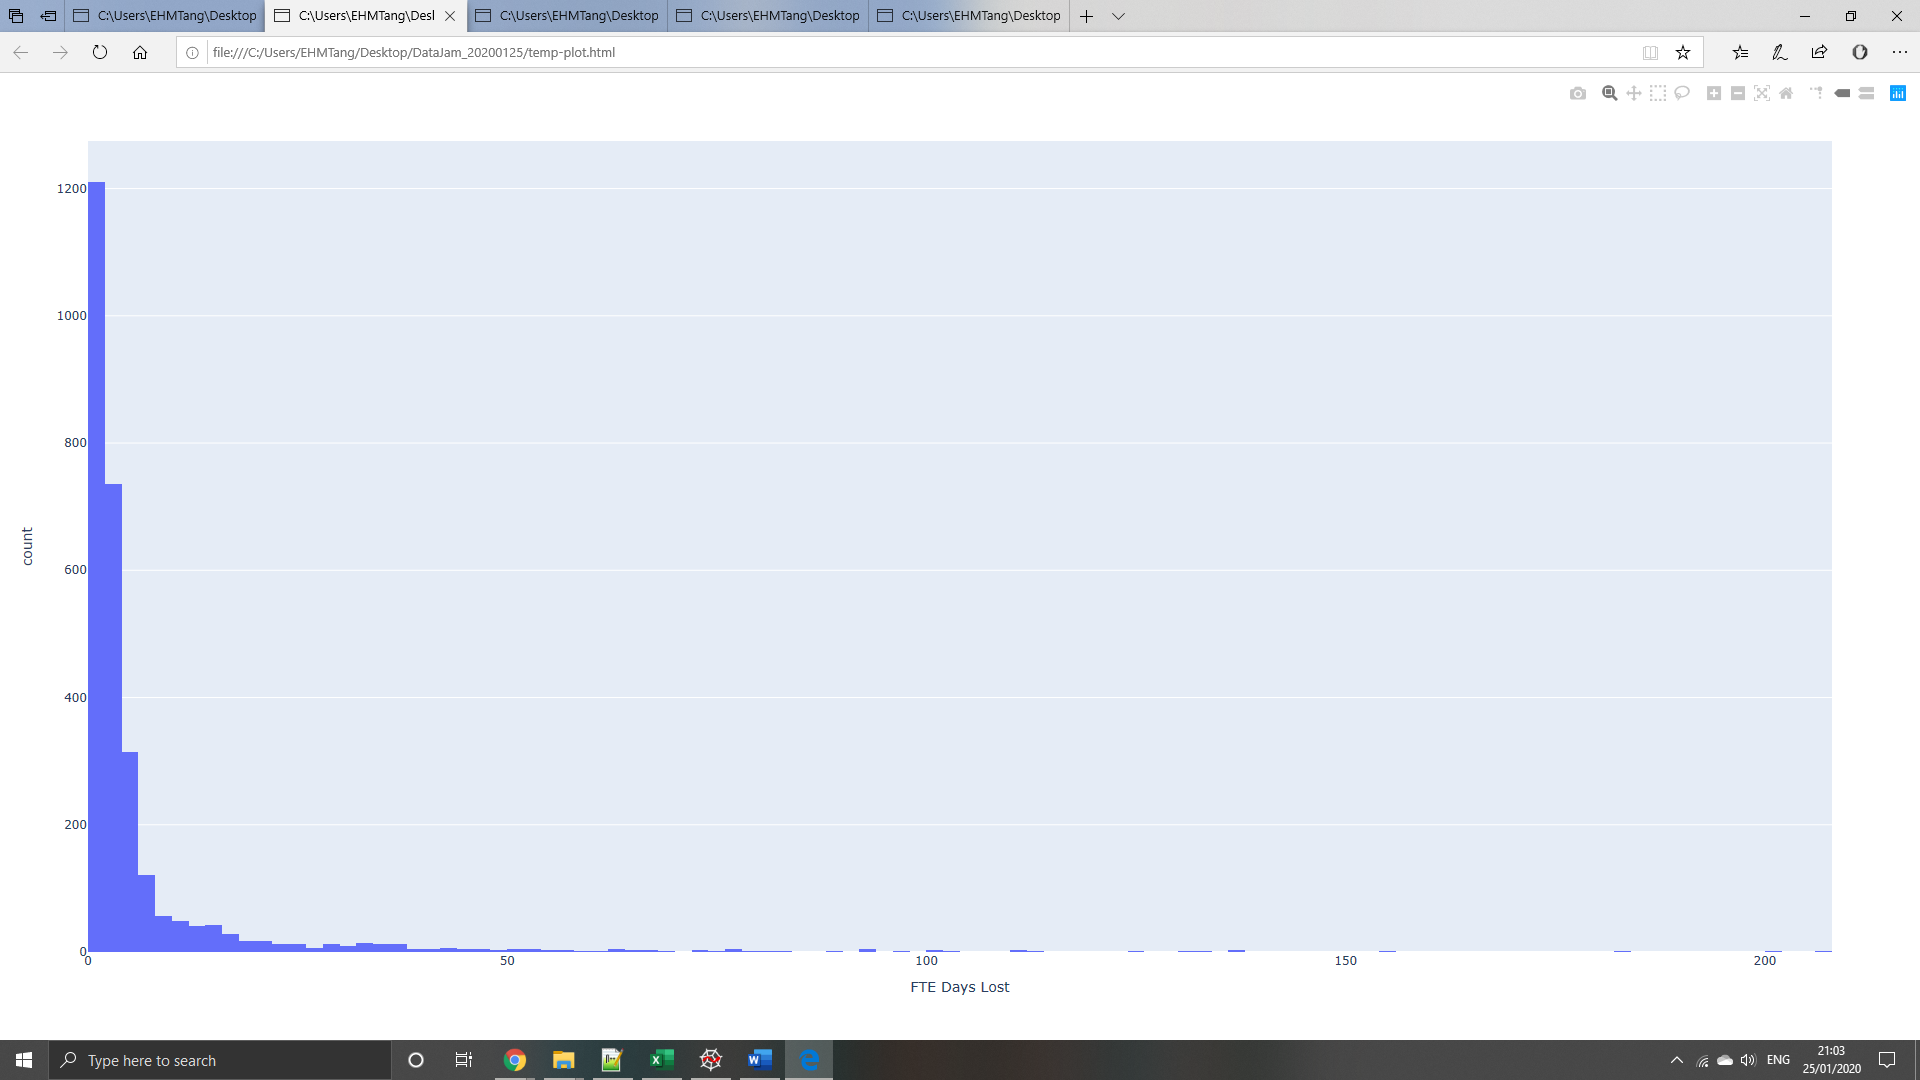 C:\Users\EHMTang\Desktop
C:\Users\EHMTang\Desl
C:\Users\EHMTang\Desktop
C:\Users\EHMTang\Desktop
C:\Users\EHMTang\Desktop
file:///C:/Users/EHMTang/Desktop/DataJam_20200125/temp-plot.html
1200
1000
800
600
400
200
0
count
0
50
100
150
200
FTE Days Lost
Type here to search
ENG
21:03
25/01/2020